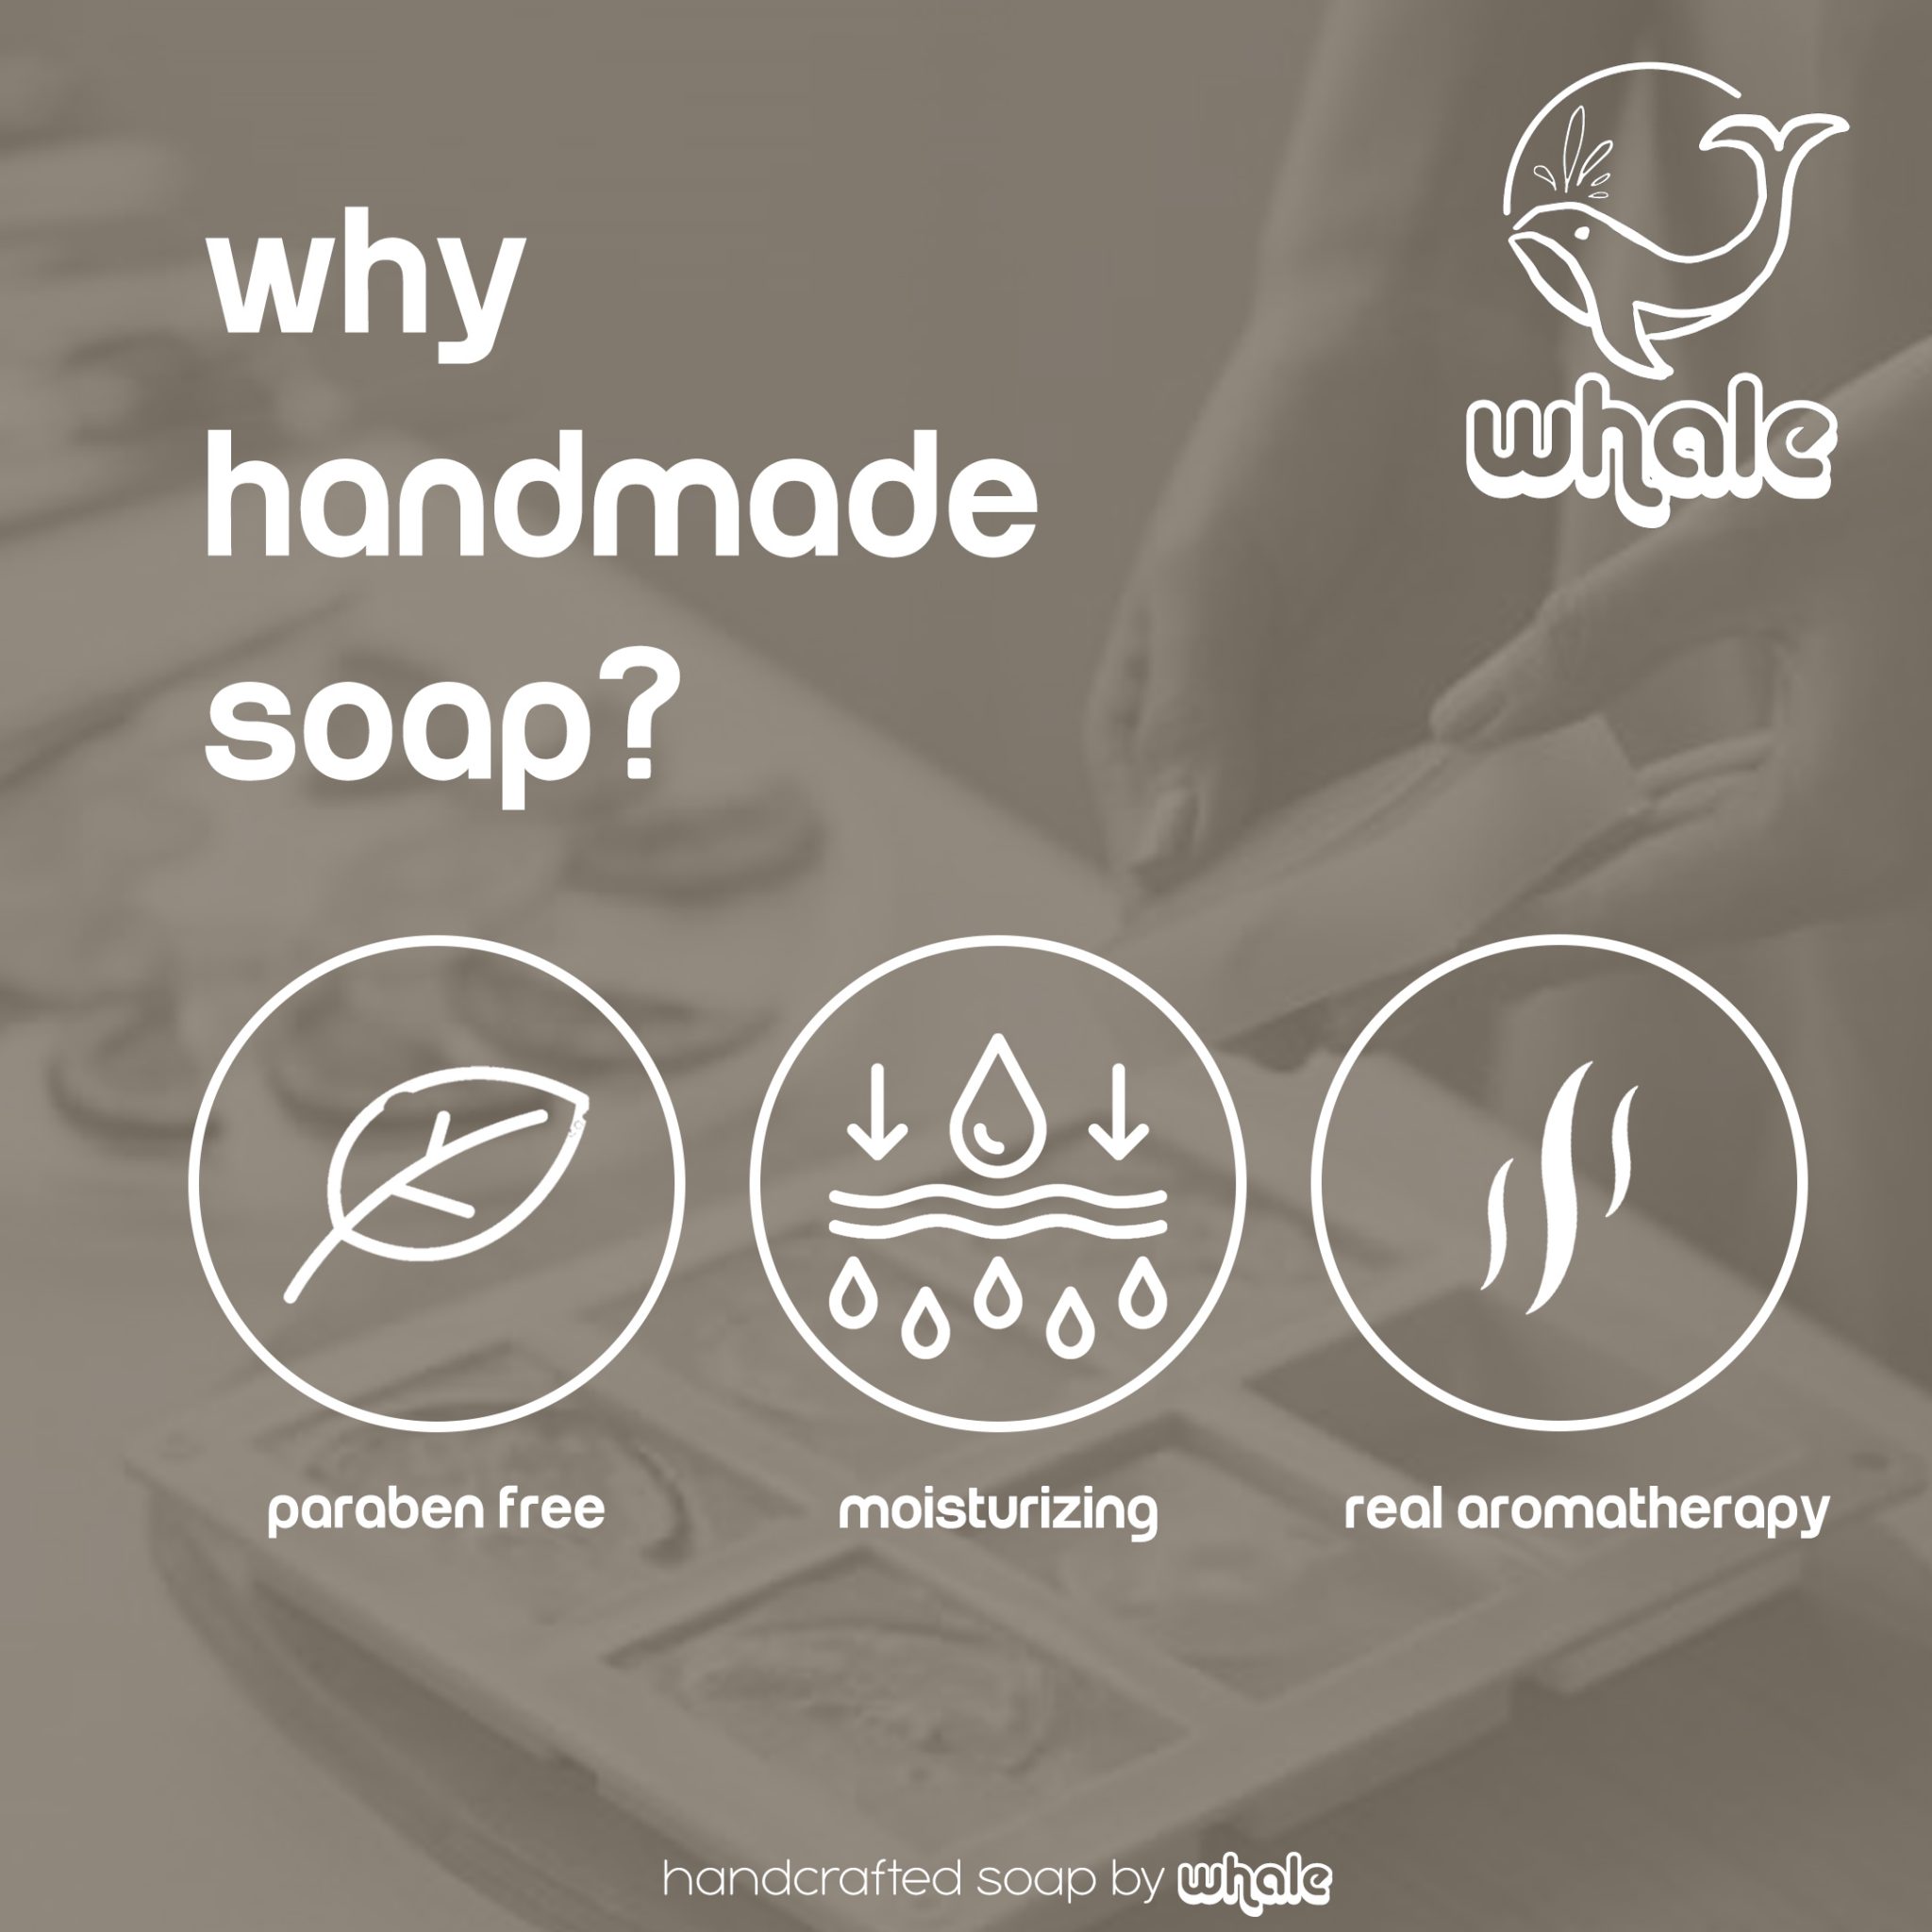 why
handmade
soap?
whale
paraben free
moisturizing
real aromatherapy
handcrafted soap by whale